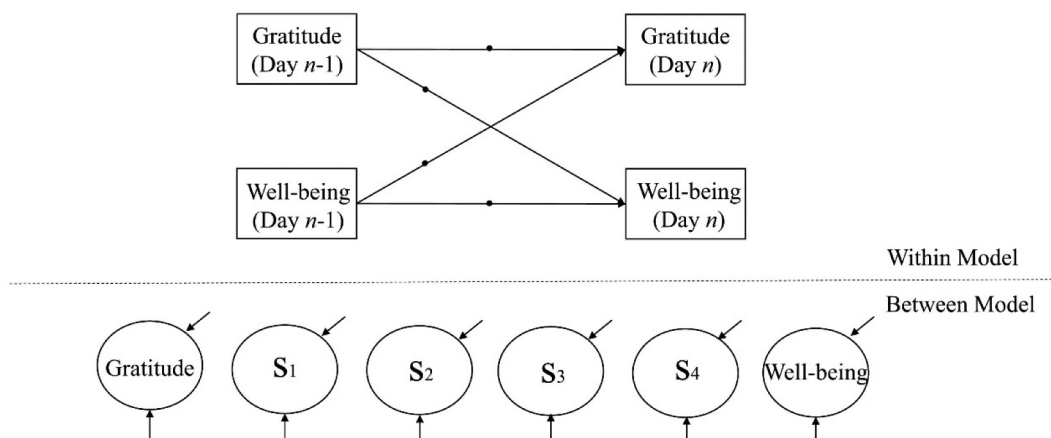 Gratitude
(Day n-1)
Gratitude
(Day n)
Well-being
(Day n-1)
Well-being
(Day n)
Within Model
Between Model
Gratitude
S1
S2
S3
S4
Well-being